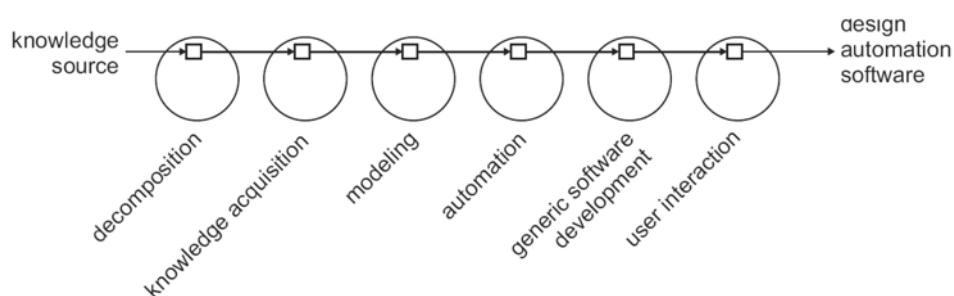 knowledge
source
design
automation
software
decomposition
knowledge acquisition
modeling
automation
generic software
development
user interaction